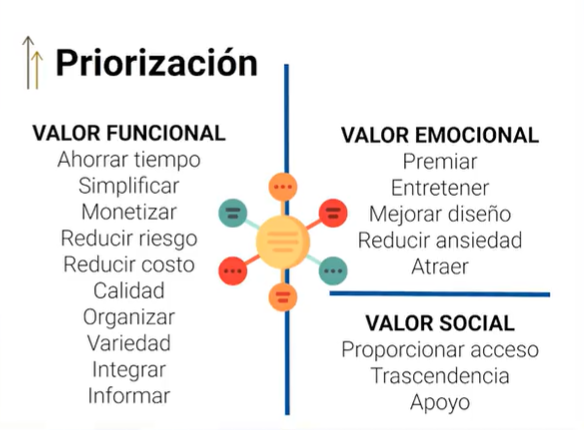 Priorización
VALOR FUNCIONAL
Ahorrar tiempo
Simplificar
Monetizar
Reducir riesgo
Reducir costo
Calidad
Organizar
Variedad
Integrar
Informar
VALOR EMOCIONAL
Premiar
Entretener
Mejorar diseño
Reducir ansiedad
Atraer
VALOR SOCIAL
Proporcionar acceso
Trascendencia
Apoyo